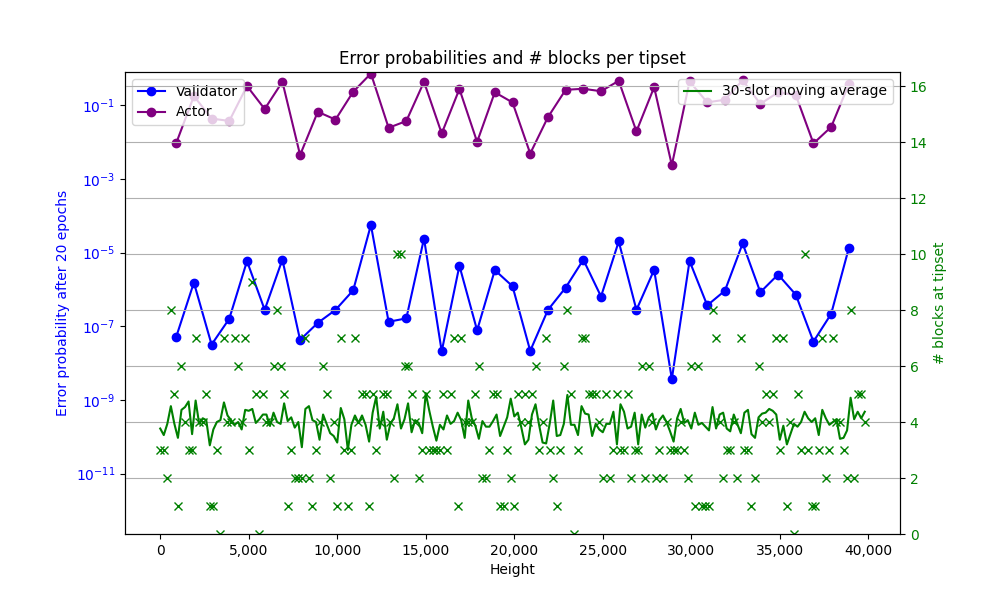 Error probabilities and # blocks per tipset
Validator
Actor
30-slot moving average
Error probability after 20 epochs
10⁻¹
10⁻³
10⁻⁵
10⁻⁷
10⁻⁹
10⁻¹¹
16
14
12
10
8
6
4
2
0
# blocks at tipset
0 5,000 10,000 15,000 20,000 25,000 30,000 35,000 40,000
Height